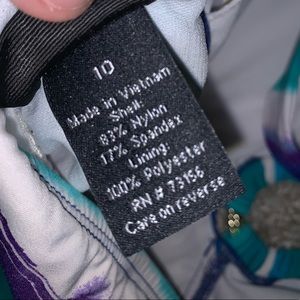 10
Made in Vietnam
Shell:
83% Nylon
17% Spandex
Lining:
100% Polyester
RN # 73156
Care on reverse